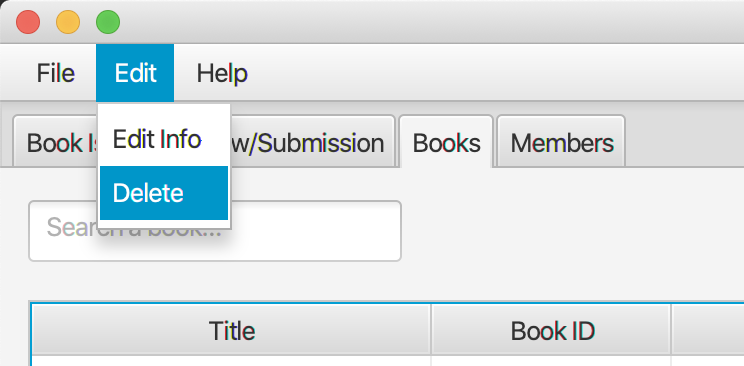 File Edit Help
Book Is w/Submission Books Members
Edit Info
Delete
Search a book...
Title Book ID